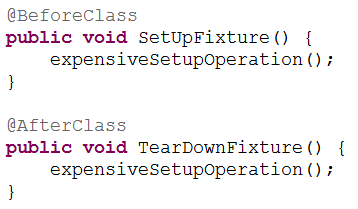 @BeforeClass
public void SetUpFixture() {
    expensiveSetupOperation();
}
@AfterClass
public void TearDownFixture() {
    expensiveSetupOperation();
}